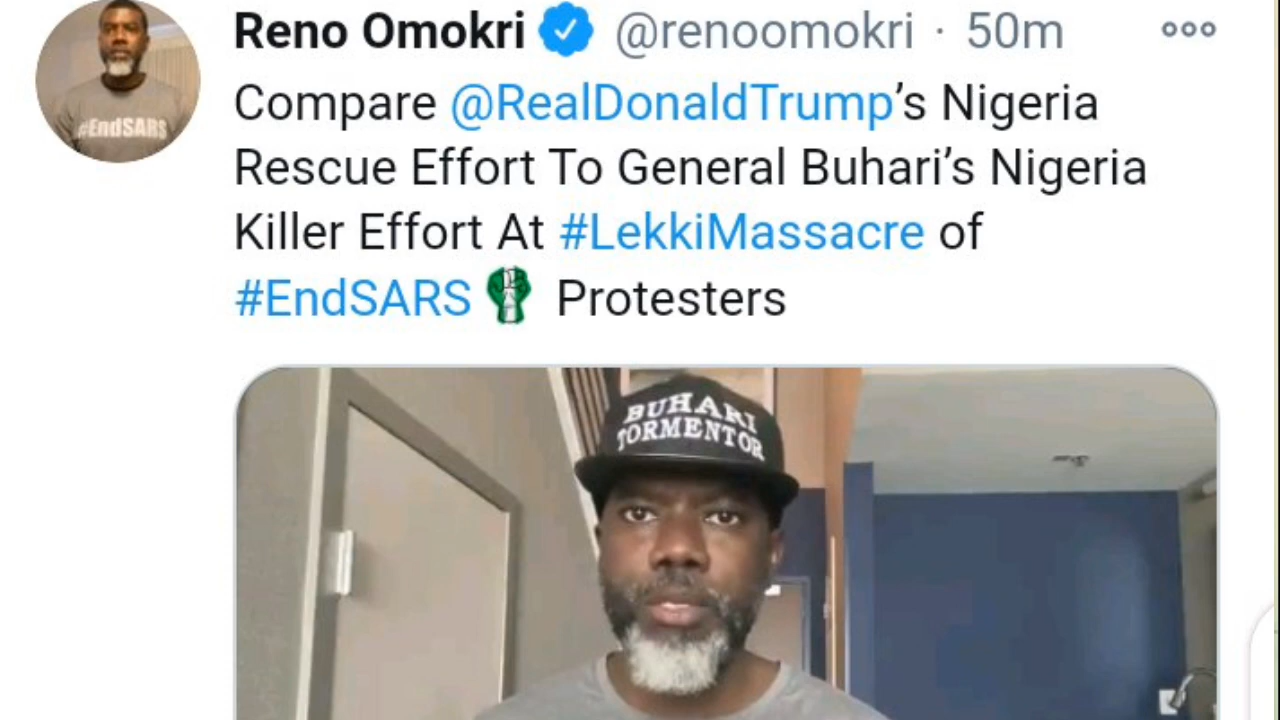 Reno Omokri @renoomokri · 50m
#EndSARS
Compare @RealDonaldTrump’s Nigeria
Rescue Effort To General Buhari’s Nigeria
Killer Effort At #LekkiMassacre of
#EndSARS Protesters
BUHARI
TORMENTOR